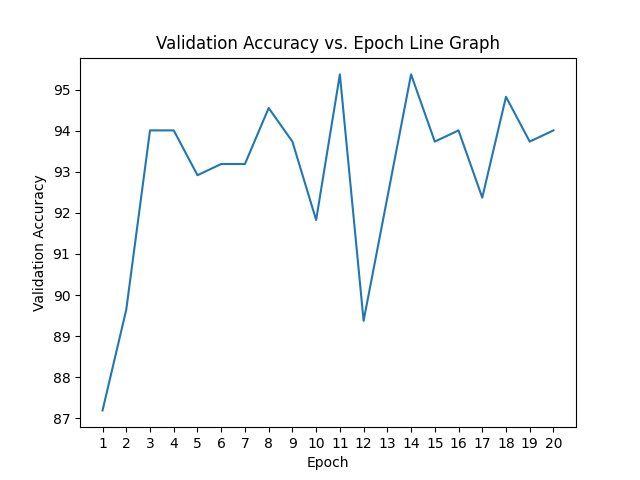 Validation Accuracy vs. Epoch Line Graph
95
94
93
92
91
90
89
88
87
Validation Accuracy
1 2 3 4 5 6 7 8 9 10 11 12 13 14 15 16 17 18 19 20
Epoch